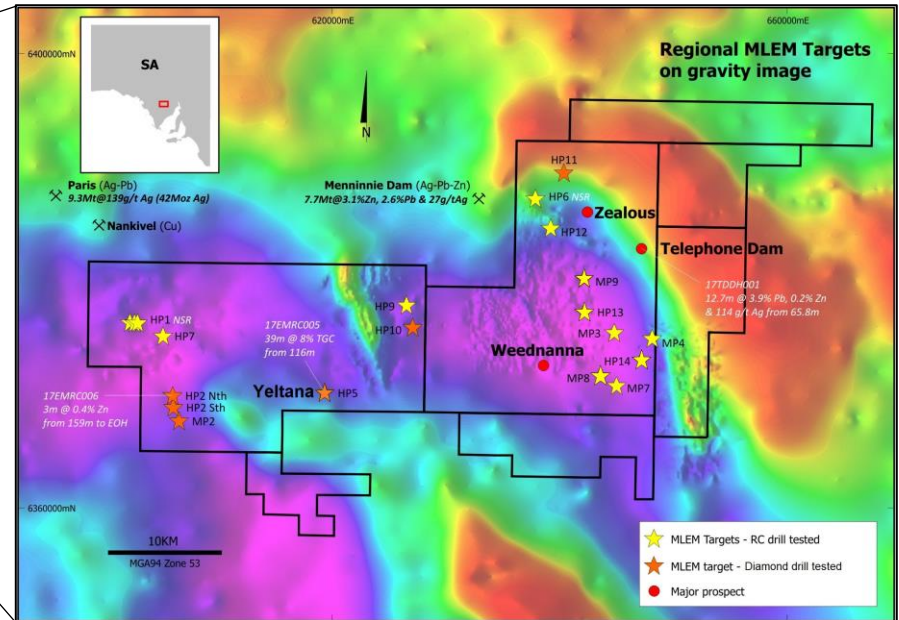 620000mE
660000mE
6400000mN
Regional MLEM Targets
on gravity image
SA
N
Paris (Ag-Pb)
9.3Mt@139g/t Ag (42Moz Ag)
Menninnie Dam (Ag-Pb-Zn)
7.7Mt@3.1%Zn, 2.6%Pb & 27g/tAg
Nankivel (Cu)
HP11
HP6 NSR
Zealous
HP12
Telephone Dam
17TDDH001
12.7m @ 3.9% Pb, 0.2% Zn
& 114 g/t Ag from 65.8m
MP9
HP9
HP13
HP10
HP1 NSR
HP7
17EMRC005
39m @ 8% TGC
from 116m
MP3
MP4
Weednanna
HP14
MP8
MP7
17EMRC006
3m @ 0.4% Zn
from 159m to EOH
HP2 Nth
HP2 Sth
MP2
Yeltana
HP5
6360000mN
10KM
MGA94 Zone 53
MLEM Targets - RC drill tested
MLEM target - Diamond drill tested
Major prospect